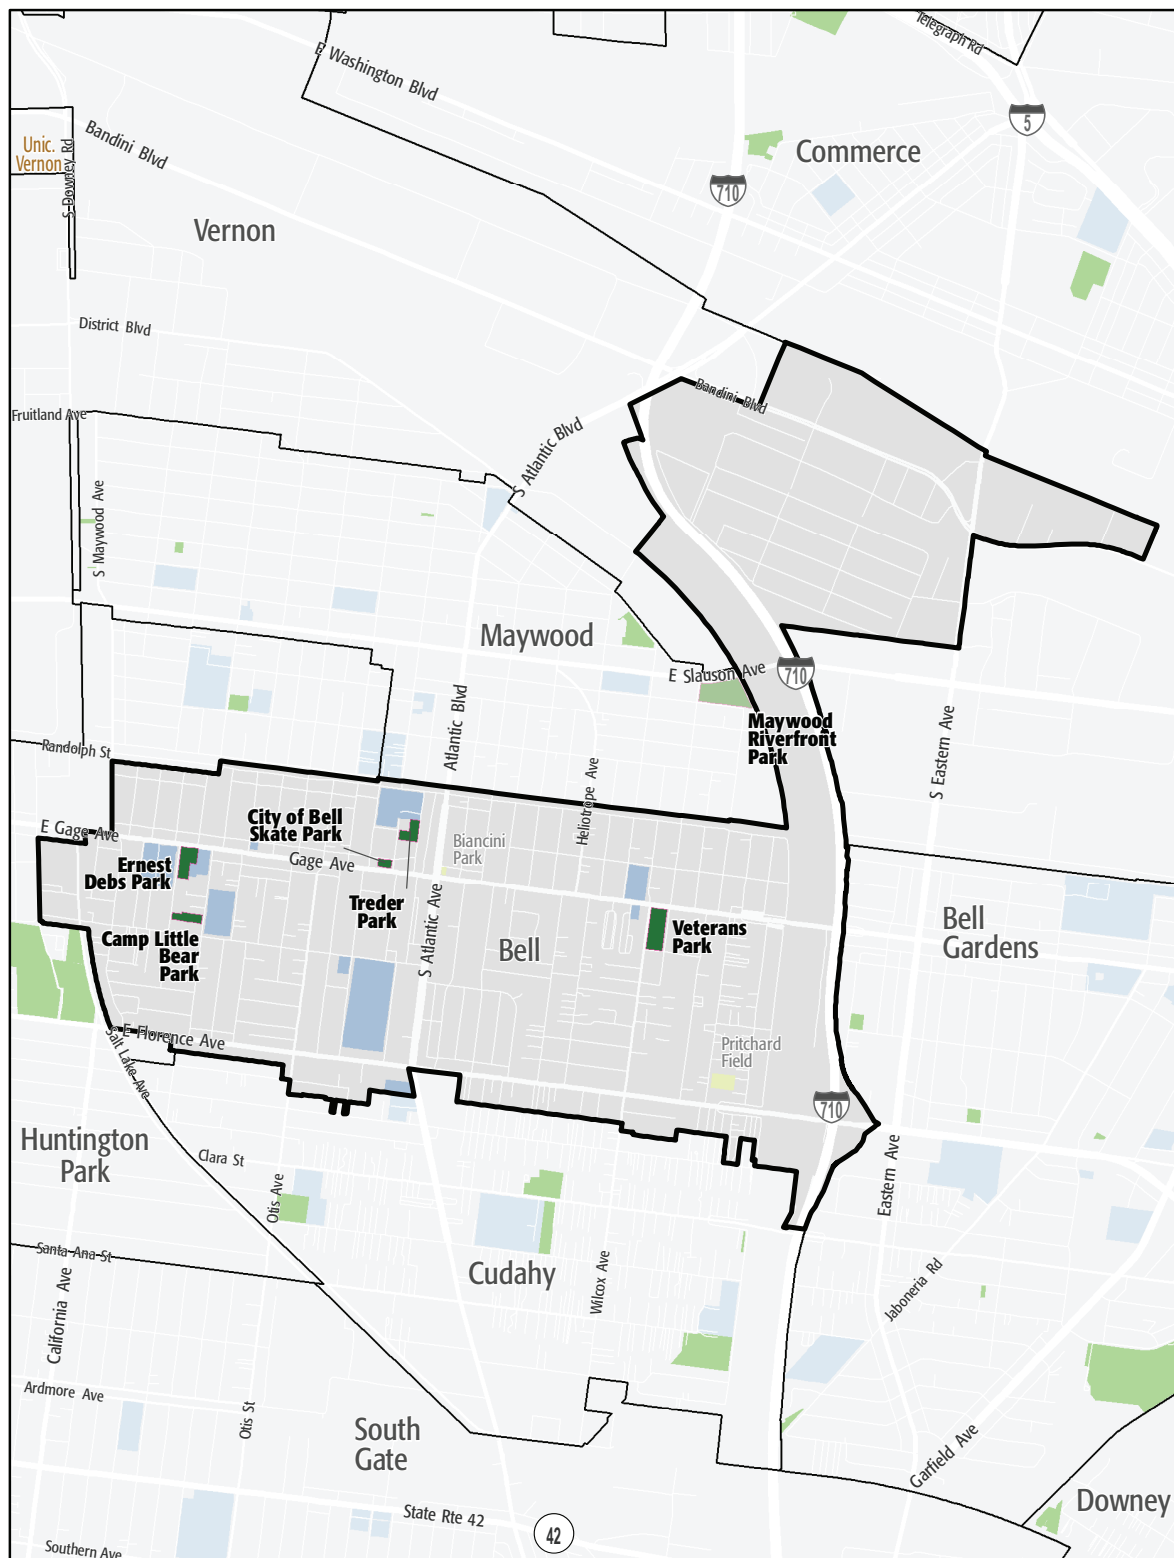 Telegraph Rd
E Washington Blvd
5
Bandini Blvd
Unic.
Vernon
S Downey Rd
Commerce
710
Vernon
District Blvd
Bandini Blvd
Fruitland Ave
S Atlantic Blvd
S Maywood Ave
Maywood
E Slauson Ave
710
Maywood
Riverfront
Park
Atlantic Blvd
S Eastern Ave
Randolph St
Heliotrope Ave
City of Bell
Skate Park
E Gage Ave
Biancini
Park
Gage Ave
Ernest
Debs Park
Treder
Park
S Atlantic Ave
Veterans
Park
Bell
Gardens
Camp Little
Bear
Park
Bell
E Florence Ave
Salt Lake Ave
Pritchard
Field
710
Huntington
Park
Clara St
Otis Ave
Eastern Ave
Santa Ana St
Cudahy
Wilcox Ave
Jaboneria Rd
California Ave
Ardmore Ave
Otis St
South
Gate
Garfield Ave
Downey
State Rte 42
42
Southern Ave